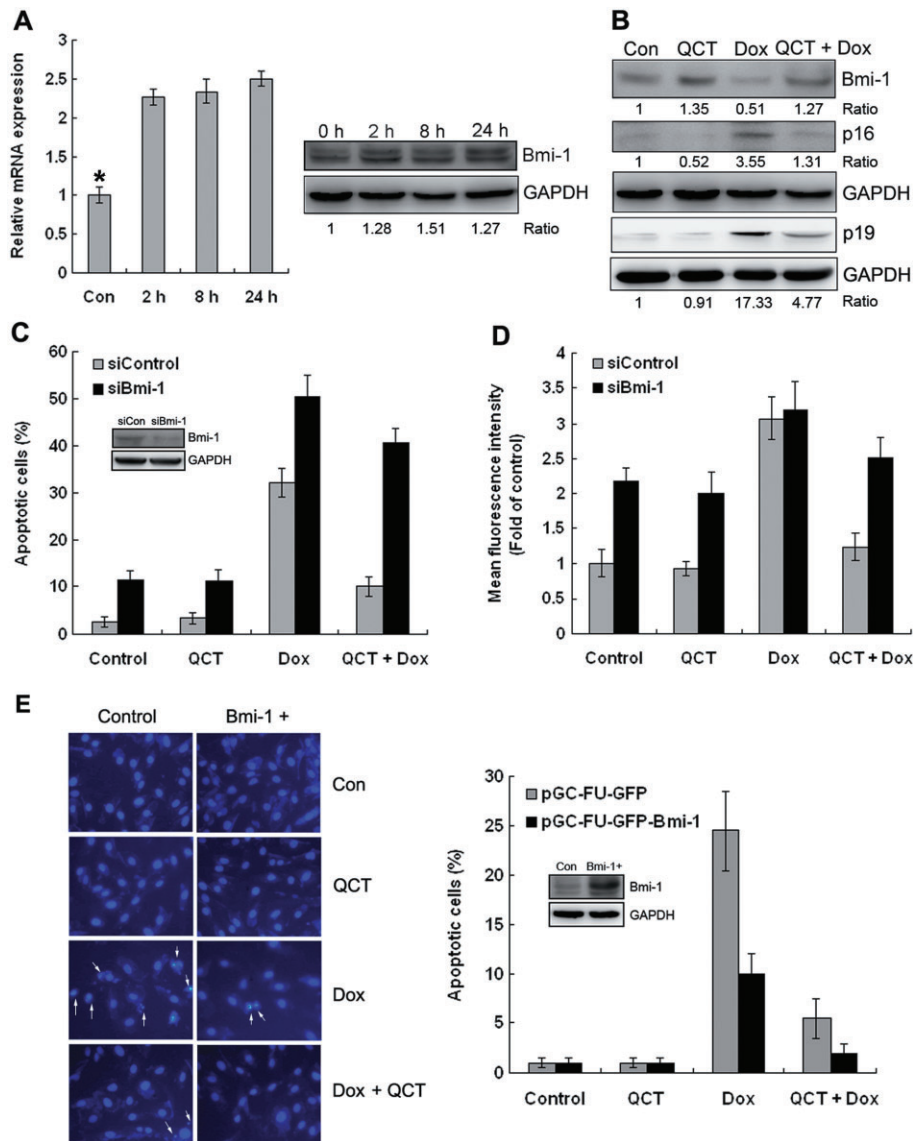 A
Relative mRNA expression
3
2.5
2
1.5
1
0.5
0
*
Con 2 h 8 h 24 h
0 h 2 h 8 h 24 h
Bmi-1
GAPDH
1 1.28 1.51 1.27 Ratio
B
Con QCT Dox QCT + Dox
Bmi-1
1 1.35 0.51 1.27 Ratio
p16
1 0.52 3.55 1.31 Ratio
GAPDH
p19
GAPDH
1 0.91 17.33 4.77 Ratio
C
Apoptotic cells (%)
60
50
40
30
20
10
0
siControl
siBmi-1
siCon siBmi-1
Bmi-1
GAPDH
Control QCT Dox QCT + Dox
D
Mean fluorescence intensity
(Fold of control)
4
3.5
3
2.5
2
1.5
1
0.5
0
siControl
siBmi-1
Control QCT Dox QCT + Dox
E
Control Bmi-1 +
Con
QCT
Dox
Dox + QCT
Apoptotic cells (%)
30
25
20
15
10
5
0
pGC-FU-GFP
pGC-FU-GFP-Bmi-1
Con Bmi-1+
Bmi-1
GAPDH
Control QCT Dox QCT + Dox